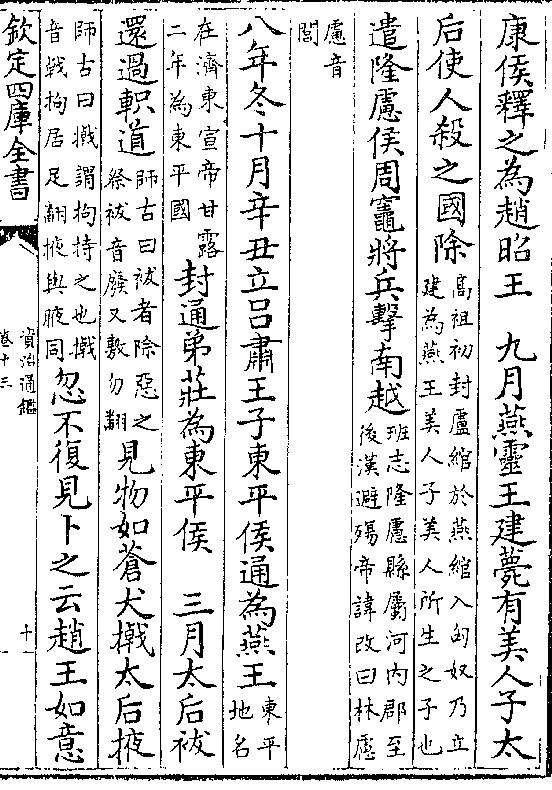 康侯釋之為趙昭王　九月燕靈王建薨有美人子太
后使人殺之國除高祖初封盧綰於燕綰入匈奴乃立建為燕王美人子美人所生之子也
遣隆慮侯周竈將兵擊南越班志隆慮縣屬河内郡至後漢避殤帝諱改曰林慮
慮音閭
八年冬十月辛丑立吕肅王子東平侯通為燕王東平地名
在濟東宣帝甘露二年為東平國封通弟莊為東平侯　三月太后祓
還過軹道師古曰祓者除惡之祭祓音廢又敷勿翻見物如蒼犬撠太后掖
師古曰撠謂拘持之也撠音戟拘居足翻掖與腋同忽不復見卜之云趙王如意
欽定四庫全書
資治通鑑
卷十三
十一